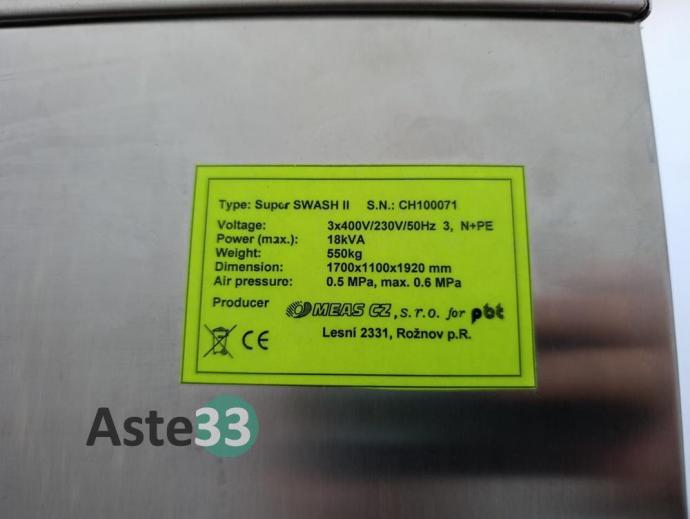 Type: Super SWASH II S.N.: CH100071
Voltage: 3x400V/230V/50Hz 3, N+PE
Power (max.): 18kVA
Weight: 550kg
Dimension: 1700x1100x1920 mm
Air pressure: 0.5 MPa, max. 0.6 MPa
Producer MEAS CZ, s.r.o. for pbt
Lesní 2331, Rožnov p.R.
CE
Aste33